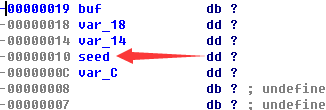 -00000019 buf db ?
-00000018 var_18 dd ?
-00000014 var_14 dd ?
-00000010 seed dd ?
-0000000C var_C dd ?
-00000008 db ? ; undefine
-00000007 db ? ; undefine